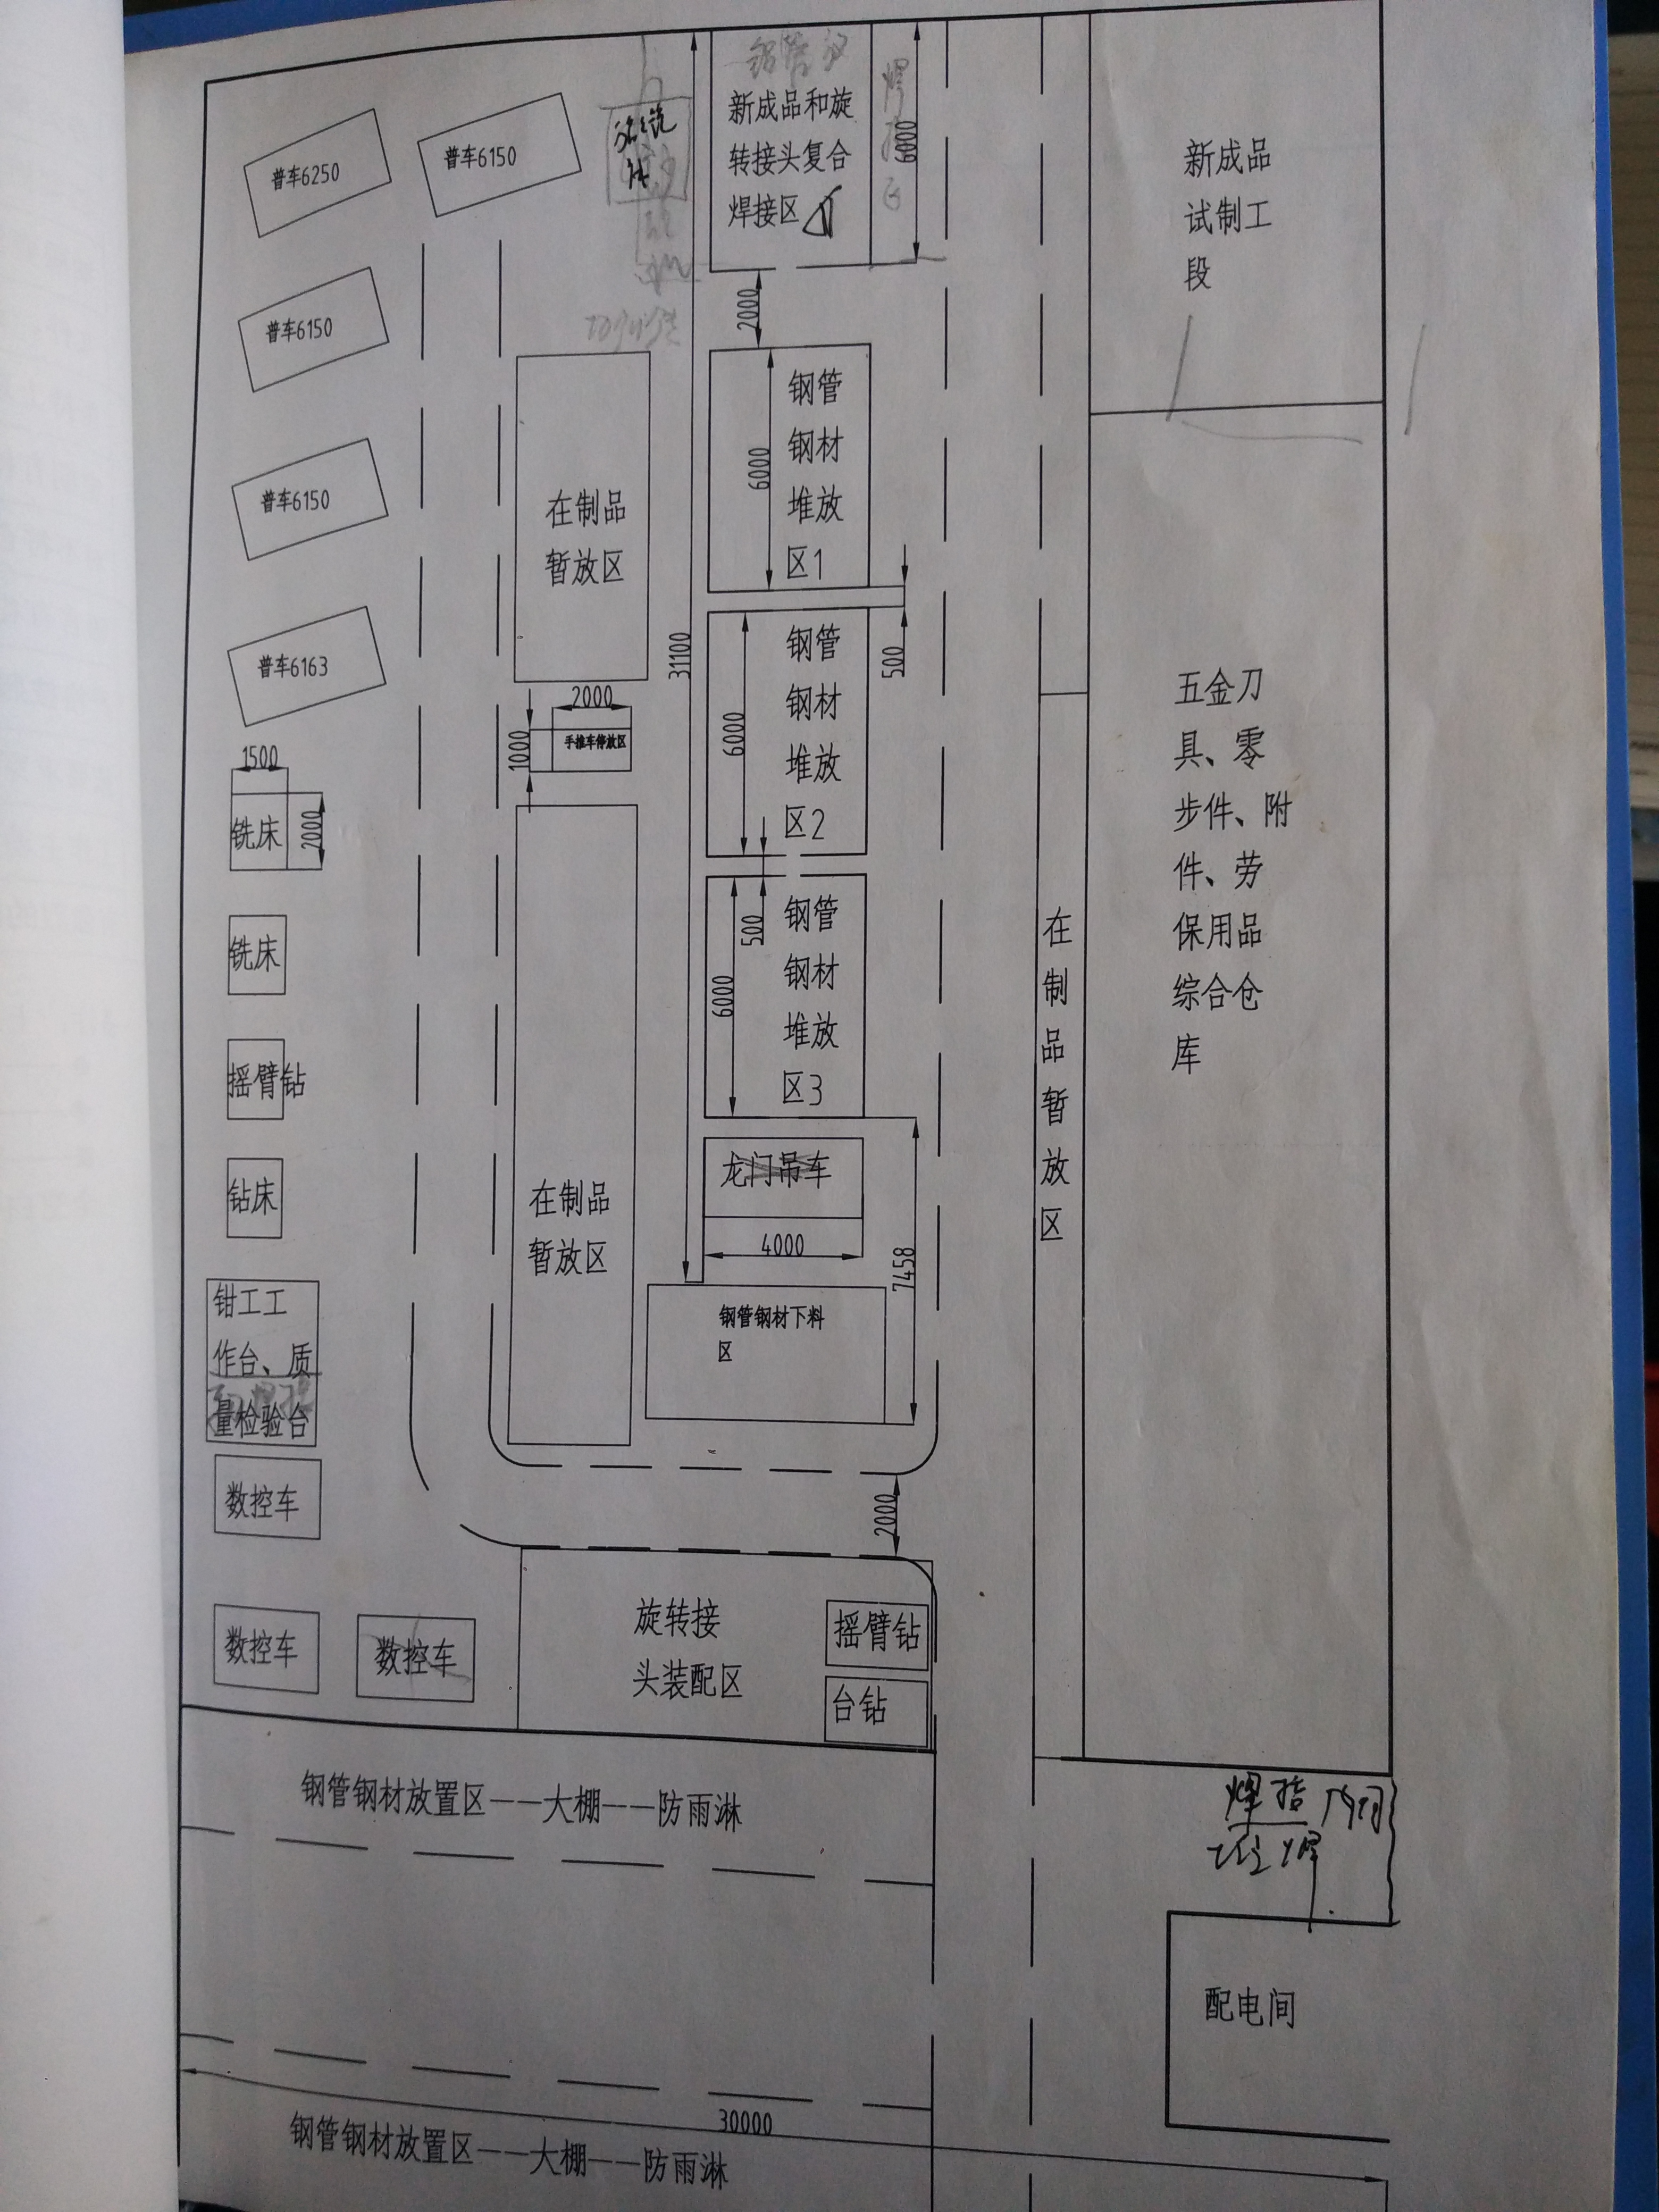 新成品和旋
转接头复合
焊接区
6000
普车6250
普车6150
新成品
试制工
段
2000
普车6150
钢管
钢材
堆放
区1
6000
普车6150
在制品
暂放区
500
31100
普车6163
钢管
钢材
堆放
区2
6000
2000
1000
手推车停放区
五金刀
具、零
步件、附
件、劳
保用品
综合仓
库
1500
铣床
2000
500
钢管
钢材
堆放
区3
6000
铣床
在制品暂放区
摇臂钻
龙门吊车
4000
钻床
在制品
暂放区
7458
钢管钢材下料
区
钳工工
作台、质
量检验台
数控车
2000
数控车
数控车
旋转接
头装配区
摇臂钻
台钻
钢管钢材放置区——大棚——防雨淋
配电间
30000
钢管钢材放置区——大棚——防雨淋